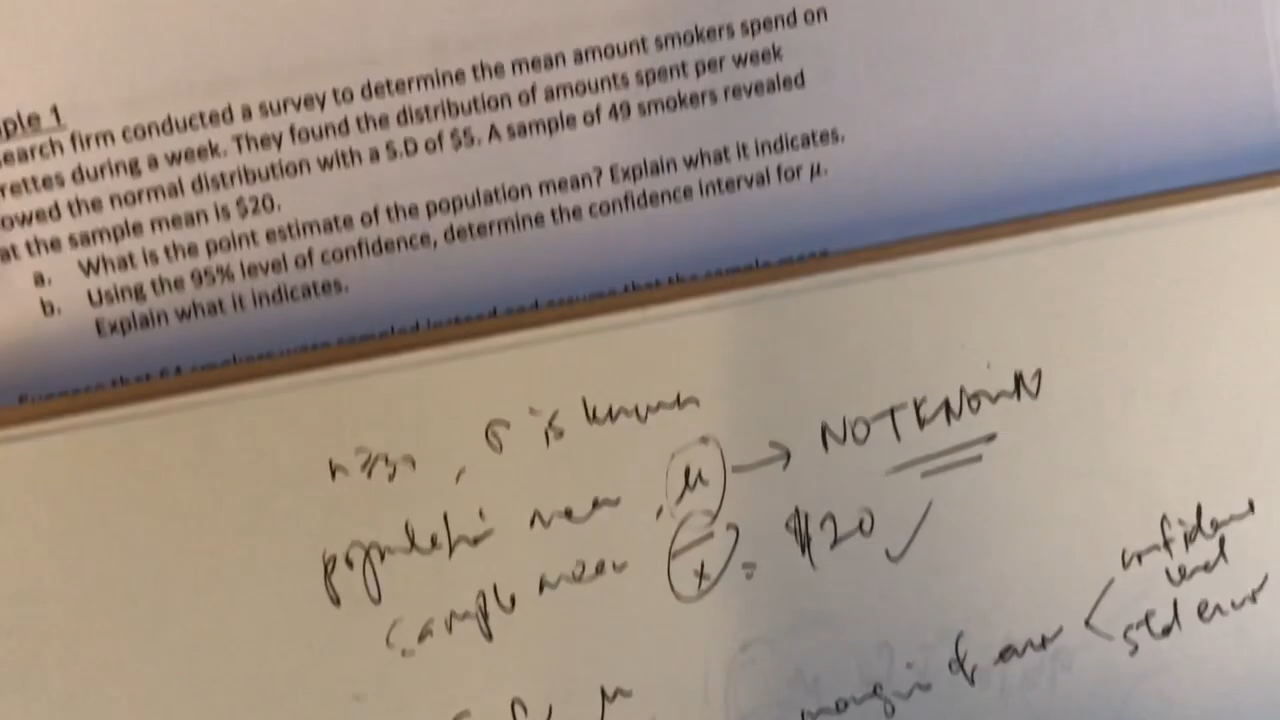 ple 1
earch firm conducted a survey to determine the mean amount smokers spend on
rettes during a week. They found the distribution of amounts spent per week
owed the normal distribution with a S.D of $5. A sample of 49 smokers revealed
at the sample mean is $20.
a. What is the point estimate of the population mean? Explain what it indicates.
b. Using the 95% level of confidence, determine the confidence interval for μ.
Explain what it indicates.
n ≥30, σ is known
population mean, μ → NOT KNOWN
sample mean x̄ = $20 ✓
confidence
level
margin of error < std error
μ